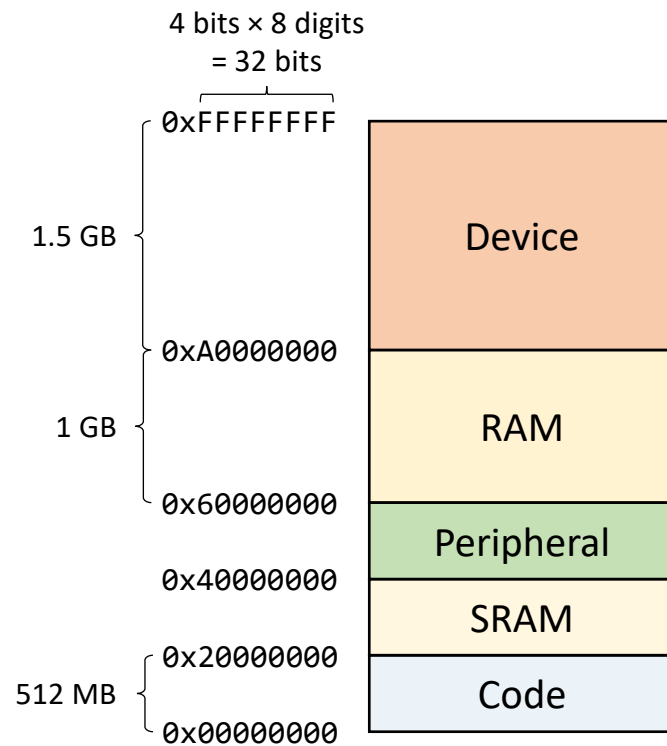 4 bits × 8 digits
= 32 bits
0xFFFFFFFF
1.5 GB
Device
0xA0000000
1 GB
RAM
0x60000000
Peripheral
0x40000000
SRAM
0x20000000
512 MB
Code
0x00000000